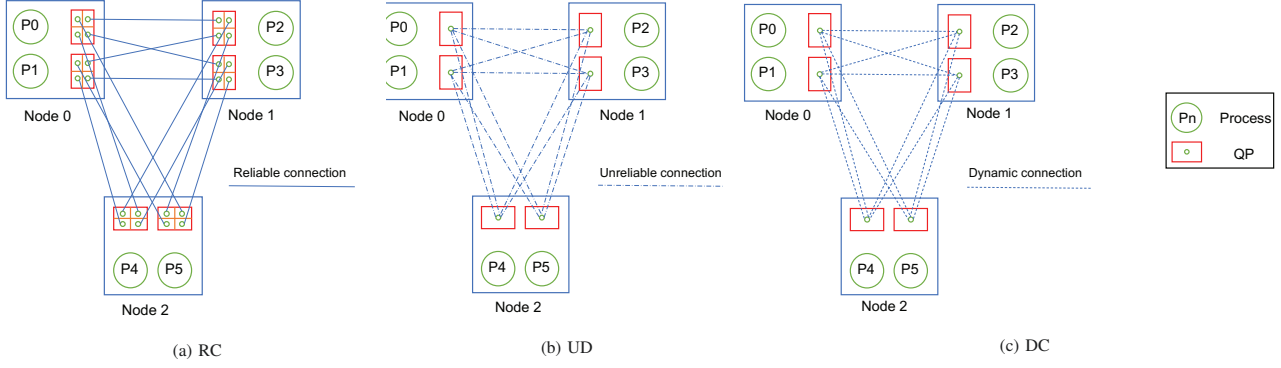 P0
P1
Node 0
P2
P3
Node 1
Reliable connection
P4
P5
Node 2
(a) RC
P0
P1
Node 0
P2
P3
Node 1
Unreliable connection
P4
P5
Node 2
(b) UD
P0
P1
Node 0
P2
P3
Node 1
Dynamic connection
P4
P5
Node 2
(c) DC
Pn Process
QP